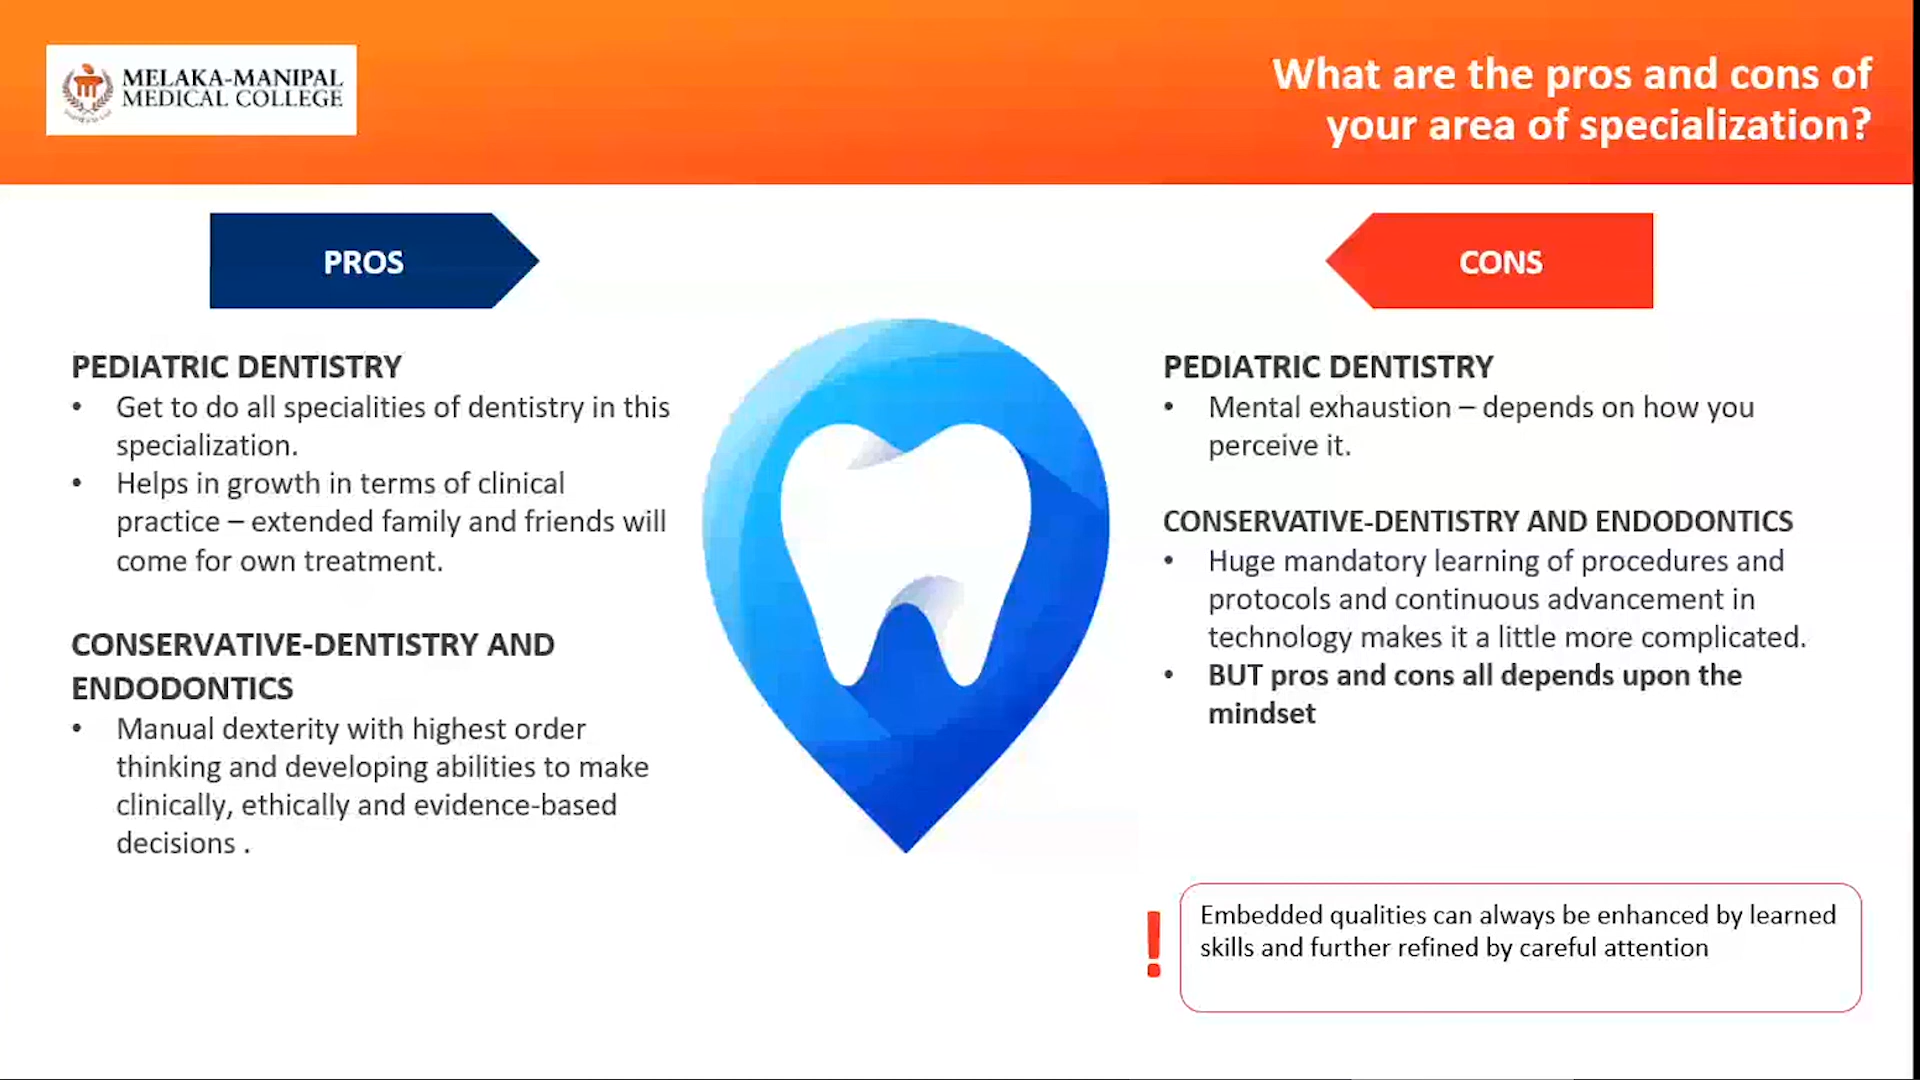 MELAKA-MANIPAL
MEDICAL COLLEGE
What are the pros and cons of
your area of specialization?
PROS
PEDIATRIC DENTISTRY
• Get to do all specialities of dentistry in this
specialization.
• Helps in growth in terms of clinical
practice – extended family and friends will
come for own treatment.
CONSERVATIVE-DENTISTRY AND
ENDODONTICS
• Manual dexterity with highest order
thinking and developing abilities to make
clinically, ethically and evidence-based
decisions .
CONS
PEDIATRIC DENTISTRY
• Mental exhaustion – depends on how you
perceive it.
CONSERVATIVE-DENTISTRY AND ENDODONTICS
• Huge mandatory learning of procedures and
protocols and continuous advancement in
technology makes it a little more complicated.
• BUT pros and cons all depends upon the
mindset
!
Embedded qualities can always be enhanced by learned
skills and further refined by careful attention